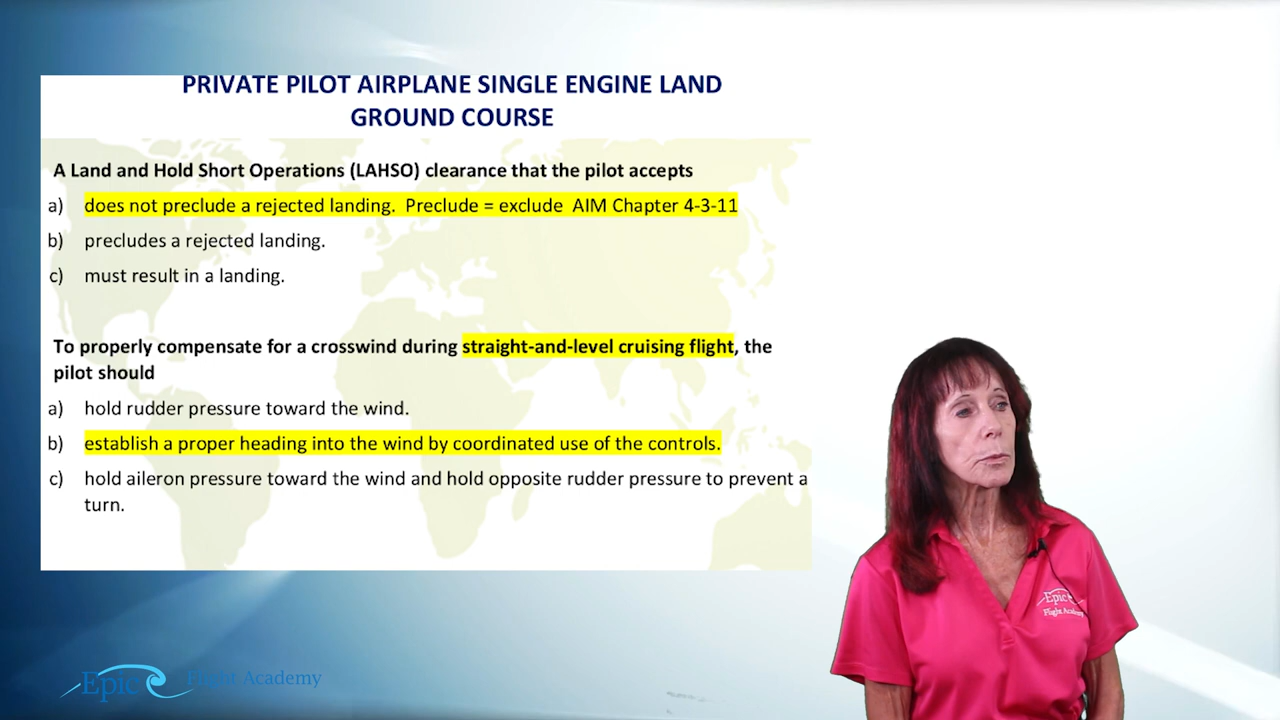 PRIVATE PILOT AIRPLANE SINGLE ENGINE LAND
GROUND COURSE
A Land and Hold Short Operations (LAHSO) clearance that the pilot accepts
a) does not preclude a rejected landing. Preclude = exclude AIM Chapter 4-3-11
b) precludes a rejected landing.
c) must result in a landing.
To properly compensate for a crosswind during straight-and-level cruising flight, the
pilot should
a) hold rudder pressure toward the wind.
b) establish a proper heading into the wind by coordinated use of the controls.
c) hold aileron pressure toward the wind and hold opposite rudder pressure to prevent a
turn.
Epic
Flight Academy
Epic Flight Academy